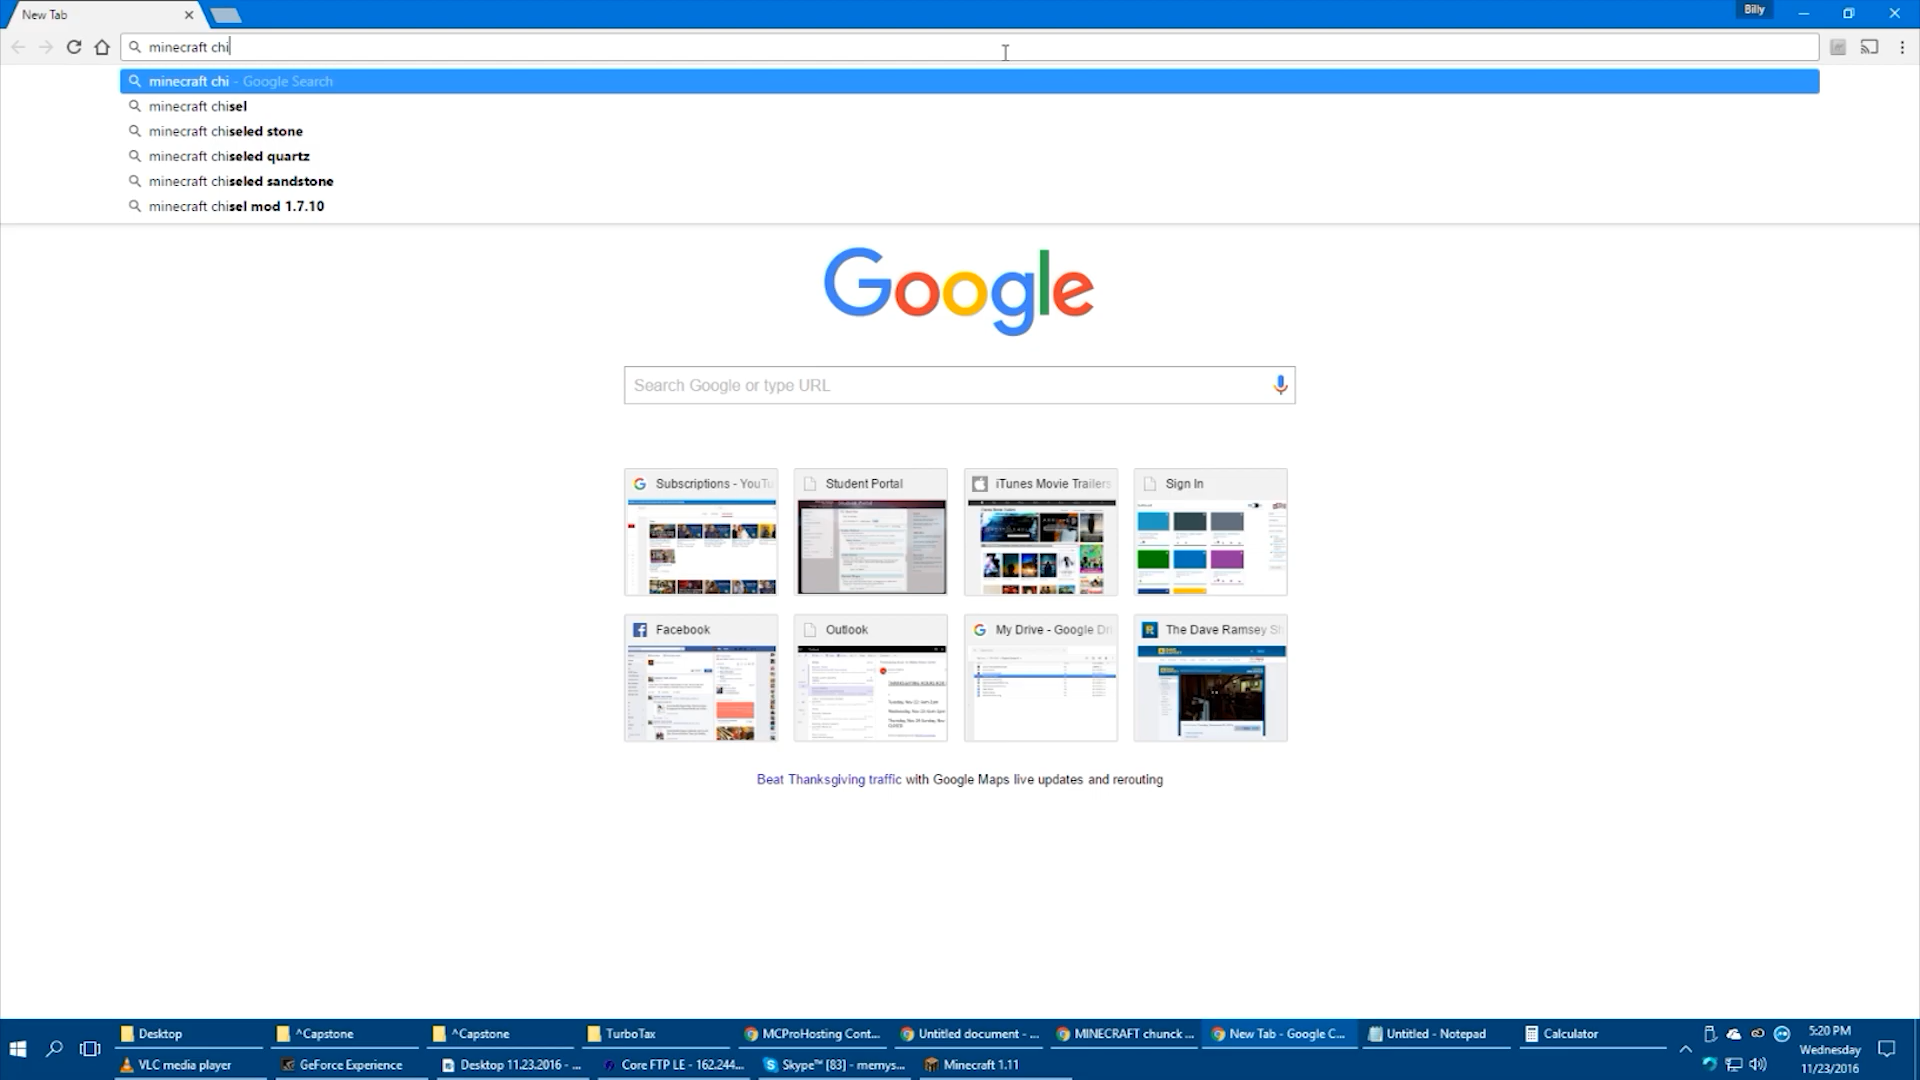 New Tab
Billy
minecraft chi
minecraft chi - Google Search
minecraft chisel
minecraft chiseled stone
minecraft chiseled quartz
minecraft chiseled sandstone
minecraft chisel mod 1.7.10
Google
Search Google or type URL
Subscriptions - YouTu
Student Portal
iTunes Movie Trailers
Sign In
Facebook
Outlook
My Drive - Google Dri
The Dave Ramsey Sh
Beat Thanksgiving traffic with Google Maps live updates and rerouting
Desktop
^Capstone
^Capstone
TurboTax
MCProHosting Cont...
Untitled document - ...
MINECRAFT chunck ...
New Tab - Google C...
Untitled - Notepad
Calculator
5:20 PM
Wednesday
11/23/2016
VLC media player
GeForce Experience
Desktop 11.23.2016 - ...
Core FTP LE - 162.244...
Skype™ [83] - memys...
Minecraft 1.11